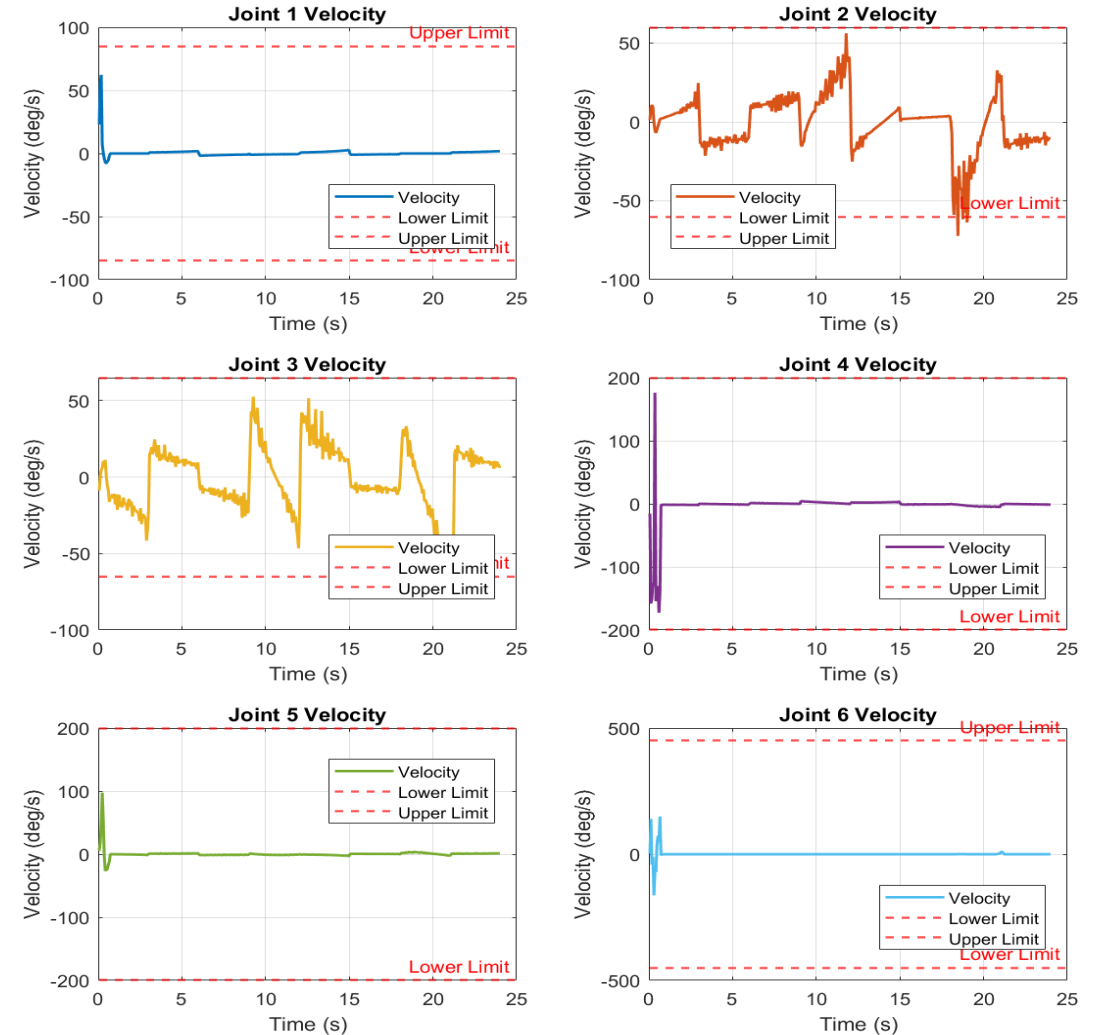 Joint 1 Velocity
Upper Limit
100
50
0
-50
-100
Velocity (deg/s)
Velocity
Lower Limit
Upper Limit
Lower Limit
0 5 10 15 20 25
Time (s)
Joint 2 Velocity
50
0
-50
-100
Velocity (deg/s)
Lower Limit
Velocity
Lower Limit
Upper Limit
0 5 10 15 20 25
Time (s)
Joint 3 Velocity
50
0
-50
-100
Velocity (deg/s)
Velocity
Lower Limit
Upper Limit
0 5 10 15 20 25
Time (s)
Joint 4 Velocity
200
100
0
-100
-200
Velocity (deg/s)
Velocity
Lower Limit
Upper Limit
Lower Limit
0 5 10 15 20 25
Time (s)
Joint 5 Velocity
200
100
0
-100
-200
Velocity (deg/s)
Velocity
Lower Limit
Upper Limit
Lower Limit
0 5 10 15 20 25
Time (s)
Joint 6 Velocity
Upper Limit
500
0
-500
Velocity (deg/s)
Velocity
Lower Limit
Upper Limit
Lower Limit
0 5 10 15 20 25
Time (s)